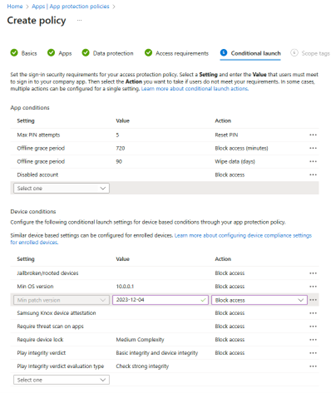 Home > Apps | App protection policies >
Create policy ...
Basics Apps Data protection Access requirements 5 Conditional launch 6 Scope tags
Set the sign-in security requirements for your access protection policy. Select a Setting and enter the Value that users must meet
to sign in to your company app. Then select the Action you want to take if users do not meet your requirements. In some cases,
multiple actions can be configured for a single setting. Learn more about conditional launch actions.
App conditions
Setting Value Action
Max PIN attempts 5 Reset PIN ...
Offline grace period 720 Block access (minutes) ...
Offline grace period 90 Wipe data (days) ...
Disabled account Block access ...
Select one
Device conditions
Configure the following conditional launch settings for device based conditions through your app protection policy.
Similar device based settings can be configured for enrolled devices. Learn more about configuring device compliance settings
for enrolled devices.
Setting Value Action
Jailbroken/rooted devices Block access ...
Min OS version 10.0.0.1 Block access ...
Min patch version 2023-12-04 Block access ...
Samsung Knox device attestation Block access ...
Require threat scan on apps Block access ...
Require device lock Medium Complexity Block access ...
Play integrity verdict Basic integrity and device integrity Block access ...
Play integrity verdict evaluation type Check strong integrity ...
Select one